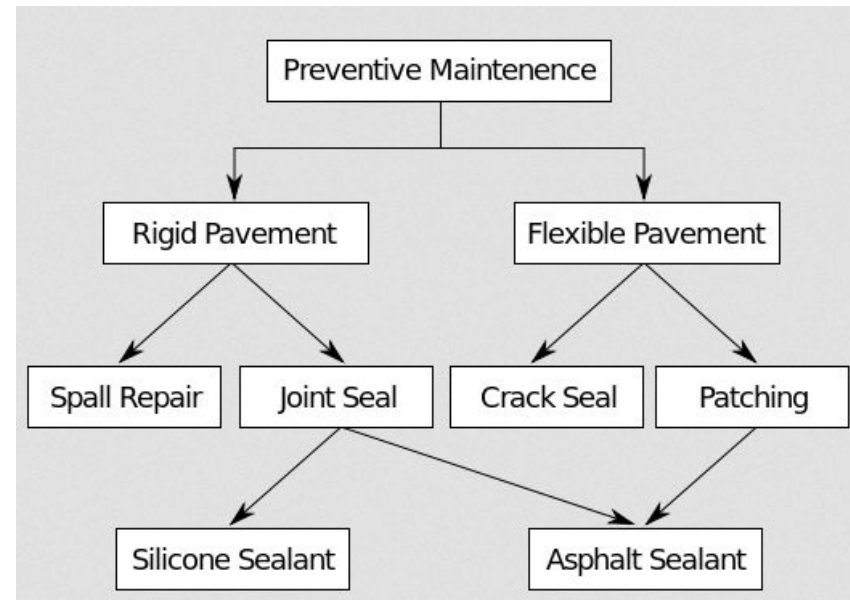 Preventive Maintenence
Rigid Pavement
Flexible Pavement
Spall Repair
Joint Seal
Crack Seal
Patching
Silicone Sealant
Asphalt Sealant